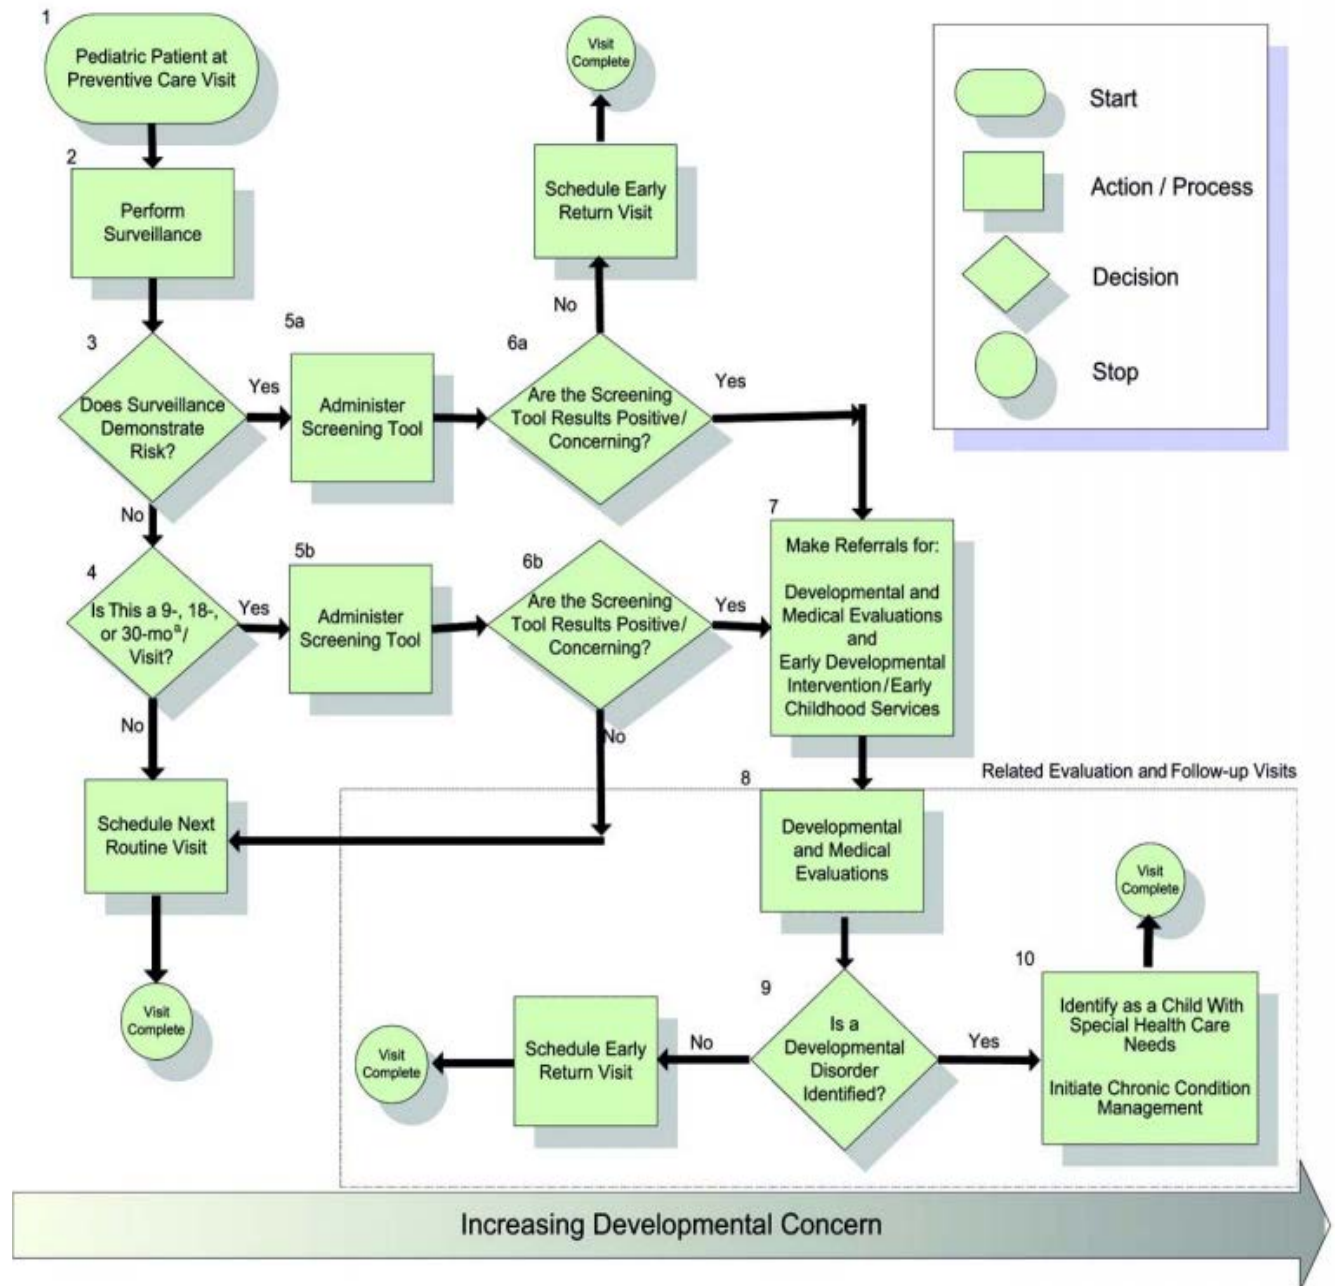 1
Pediatric Patient at
Preventive Care Visit
2
Perform
Surveillance
3
Does Surveillance
Demonstrate
Risk?
Yes
No
5a
Administer
Screening Tool
6a
Are the Screening
Tool Results Positive/
Concerning?
No
Yes
Schedule Early
Return Visit
Visit
Complete
4
Is This a 9-, 18-,
or 30-moᵃ/
Visit?
Yes
No
5b
Administer
Screening Tool
6b
Are the Screening
Tool Results Positive/
Concerning?
Yes
No
7
Make Referrals for:
Developmental and
Medical Evaluations
and
Early Developmental
Intervention/Early
Childhood Services
Schedule Next
Routine Visit
Visit
Complete
Related Evaluation and Follow-up Visits
8
Developmental
and Medical
Evaluations
9
Is a
Developmental
Disorder
Identified?
No
Yes
Schedule Early
Return Visit
Visit
Complete
10
Identify as a Child With
Special Health Care
Needs
Initiate Chronic Condition
Management
Visit
Complete
Start
Action / Process
Decision
Stop
Increasing Developmental Concern